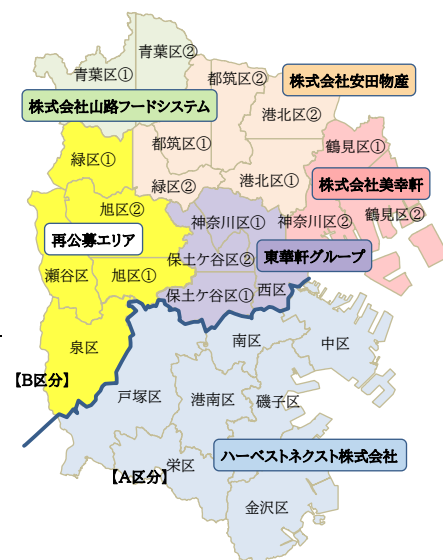 青葉区②
青葉区①
都筑区②
株式会社安田物産
株式会社山路フードシステム
港北区②
都筑区①
鶴見区①
緑区①
緑区②
港北区①
株式会社美幸軒
旭区②
神奈川区①
神奈川区②
鶴見区②
再公募エリア
保土ケ谷区②
東華軒グループ
瀬谷区
旭区①
保土ケ谷区①
西区
泉区
南区
中区
【B区分】
戸塚区
港南区
磯子区
ハーベストネクスト株式会社
栄区
【A区分】
金沢区